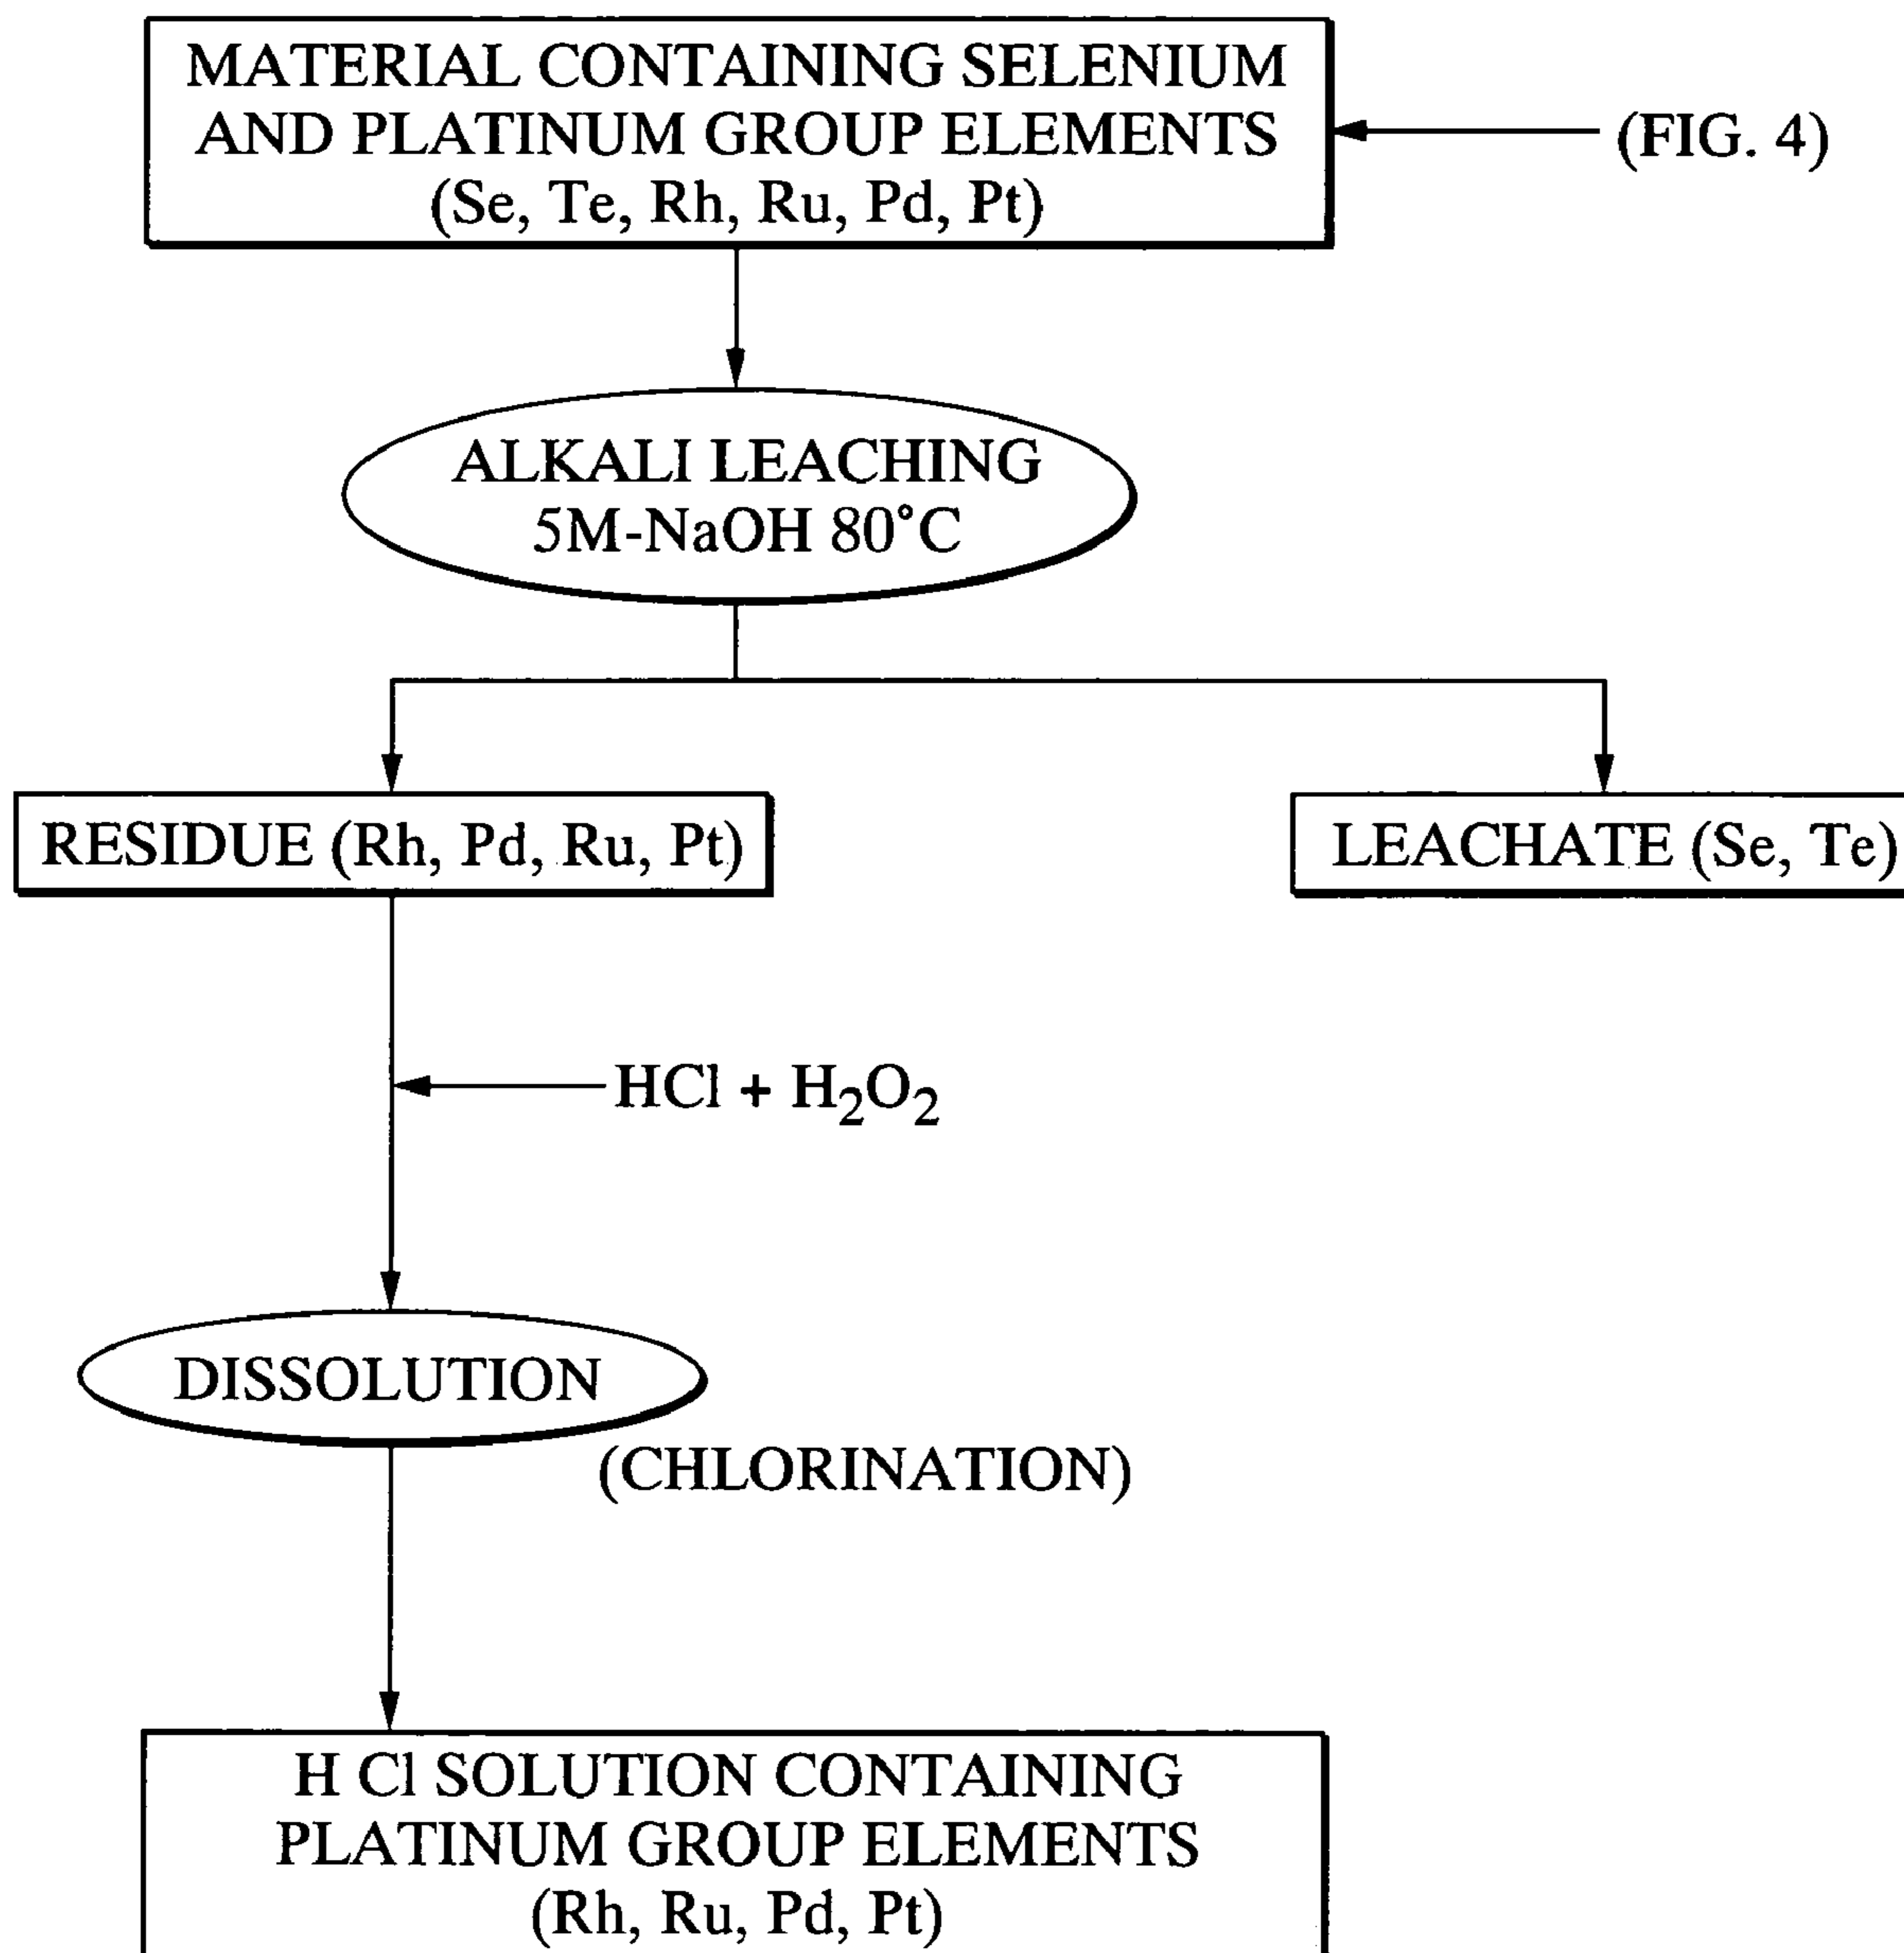 MATERIAL CONTAINING SELENIUM
AND PLATINUM GROUP ELEMENTS
(Se, Te, Rh, Ru, Pd, Pt)
(FIG. 4)
ALKALI LEACHING
5M-NaOH 80°C
RESIDUE (Rh, Pd, Ru, Pt)
LEACHATE (Se, Te)
HCl + H₂O₂
DISSOLUTION
(CHLORINATION)
H Cl SOLUTION CONTAINING
PLATINUM GROUP ELEMENTS
(Rh, Ru, Pd, Pt)